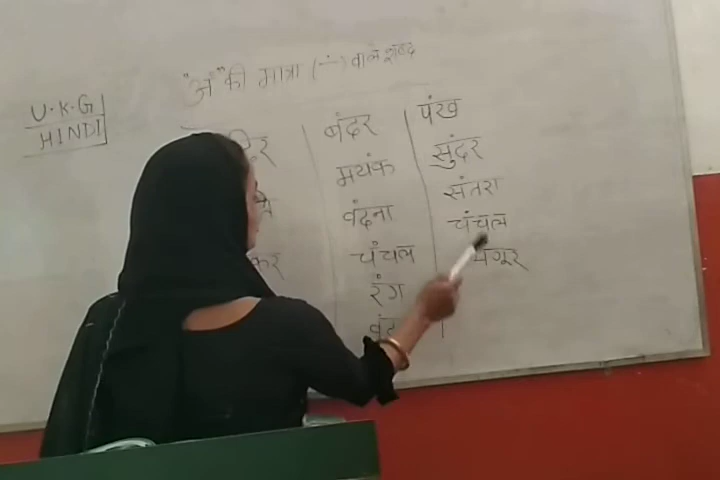 "अं" की मात्रा (-ं-) वाले शब्द
U.K.G
HINDI
बंदर
मयंक
वंदना
चंचल
रंग
पंख
सुंदर
संतरा
चंचल